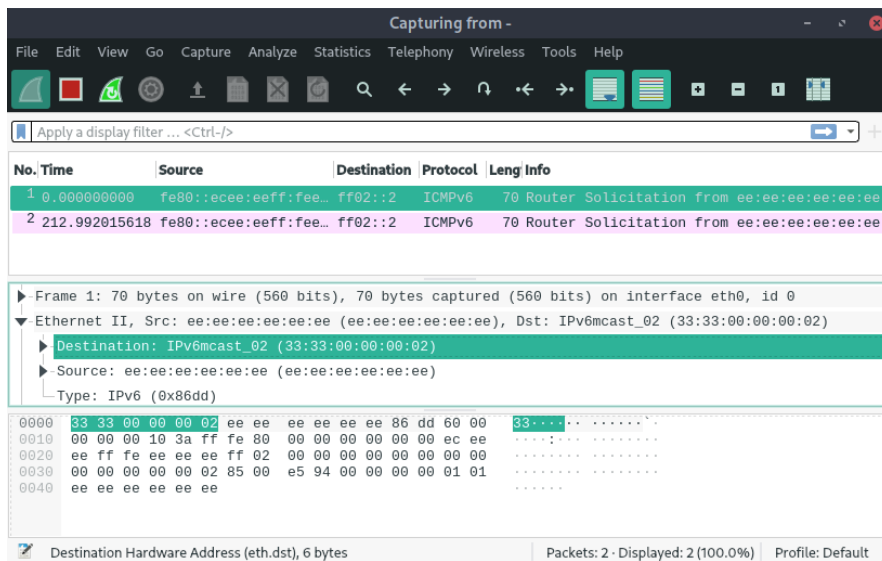 Capturing from -
File Edit View Go Capture Analyze Statistics Telephony Wireless Tools Help
Apply a display filter … <Ctrl-/>
No. Time Source Destination Protocol Leng Info
1 0.000000000 fe80::ecee:eeff:fee… ff02::2 ICMPv6 70 Router Solicitation from ee:ee:ee:ee:ee:ee
2 212.992015618 fe80::ecee:eeff:fee… ff02::2 ICMPv6 70 Router Solicitation from ee:ee:ee:ee:ee:ee
Frame 1: 70 bytes on wire (560 bits), 70 bytes captured (560 bits) on interface eth0, id 0
Ethernet II, Src: ee:ee:ee:ee:ee:ee (ee:ee:ee:ee:ee:ee), Dst: IPv6mcast_02 (33:33:00:00:00:02)
Destination: IPv6mcast_02 (33:33:00:00:00:02)
Source: ee:ee:ee:ee:ee:ee (ee:ee:ee:ee:ee:ee)
Type: IPv6 (0x86dd)
0000 33 33 00 00 00 02 ee ee ee ee ee ee 86 dd 60 00 33······ ······`·
0010 00 00 00 10 3a ff fe 80 00 00 00 00 00 00 ec ee ····:··· ········
0020 ee ff fe ee ee ee ff 02 00 00 00 00 00 00 00 00 ········ ········
0030 00 00 00 00 00 02 85 00 e5 94 00 00 00 00 01 01 ········ ········
0040 ee ee ee ee ee ee ······
Destination Hardware Address (eth.dst), 6 bytes Packets: 2 · Displayed: 2 (100.0%) Profile: Default